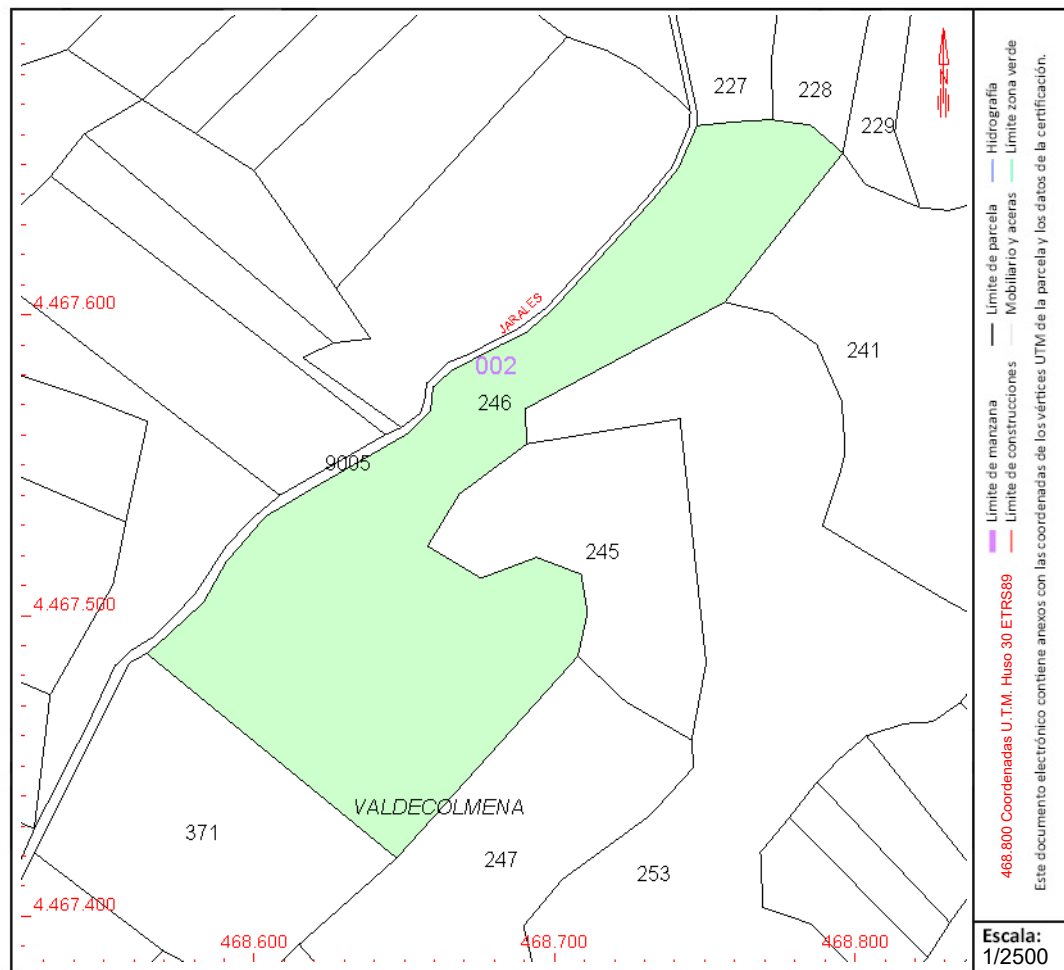 227
228
229
4.467.600
JARALES
241
002
246
9005
245
4.467.500
VALDECOLMENA
371
247
253
4.467.400
468.600
468.700
468.800
N
Límite de manzana
Límite de parcela
Hidrografía
Límite de construcciones
Mobiliario y aceras
Límite zona verde
468.800 Coordenadas U.T.M. Huso 30 ETRS89
Este documento electrónico contiene anexos con las coordenadas de los vértices UTM de la parcela y los datos de la certificación.
Escala:
1/2500